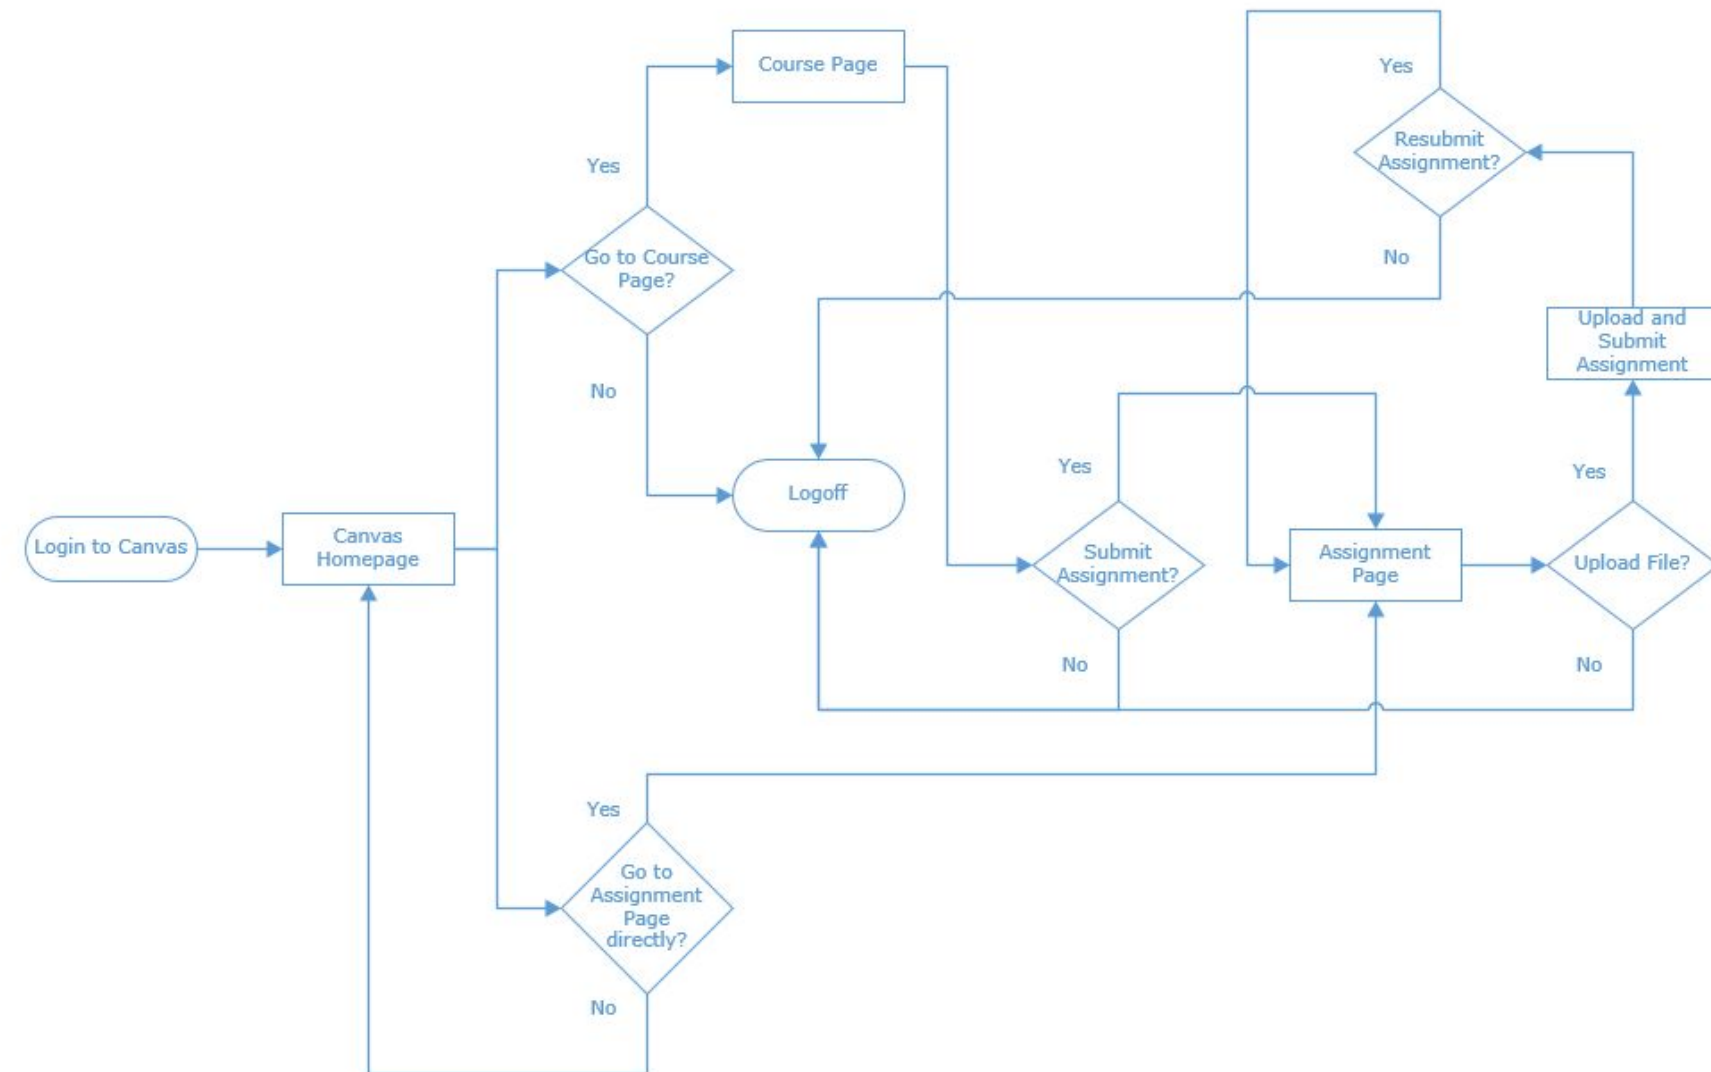 Course Page
Yes
Resubmit
Assignment?
Yes
Go to Course
Page?
No
No
Upload and
Submit
Assignment
Yes
Yes
Logoff
Login to Canvas
Canvas
Homepage
Submit
Assignment?
Assignment
Page
Upload File?
No
No
Yes
Go to
Assignment
Page
directly?
No